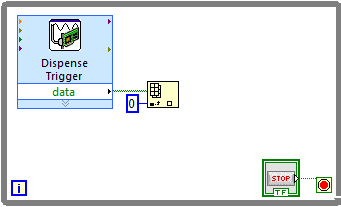 Dispense
Trigger
data
0
i
STOP
TF